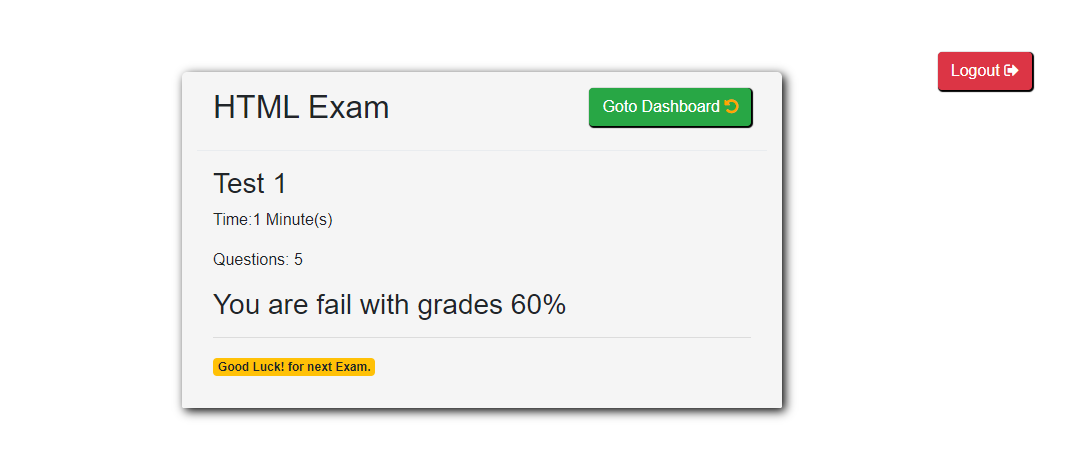 Logout
HTML Exam
Goto Dashboard
Test 1
Time:1 Minute(s)
Questions: 5
You are fail with grades 60%
Good Luck! for next Exam.